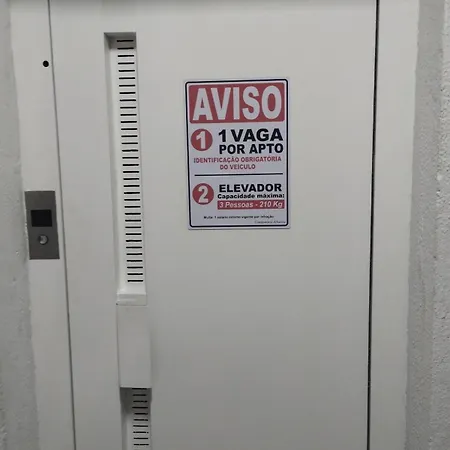 AVISO
1 1 VAGA
POR APTO
IDENTIFICAÇÃO OBRIGATÓRIA
DO VEÍCULO
2 ELEVADOR
Capacidade máxima:
3 Pessoas - 210 Kg